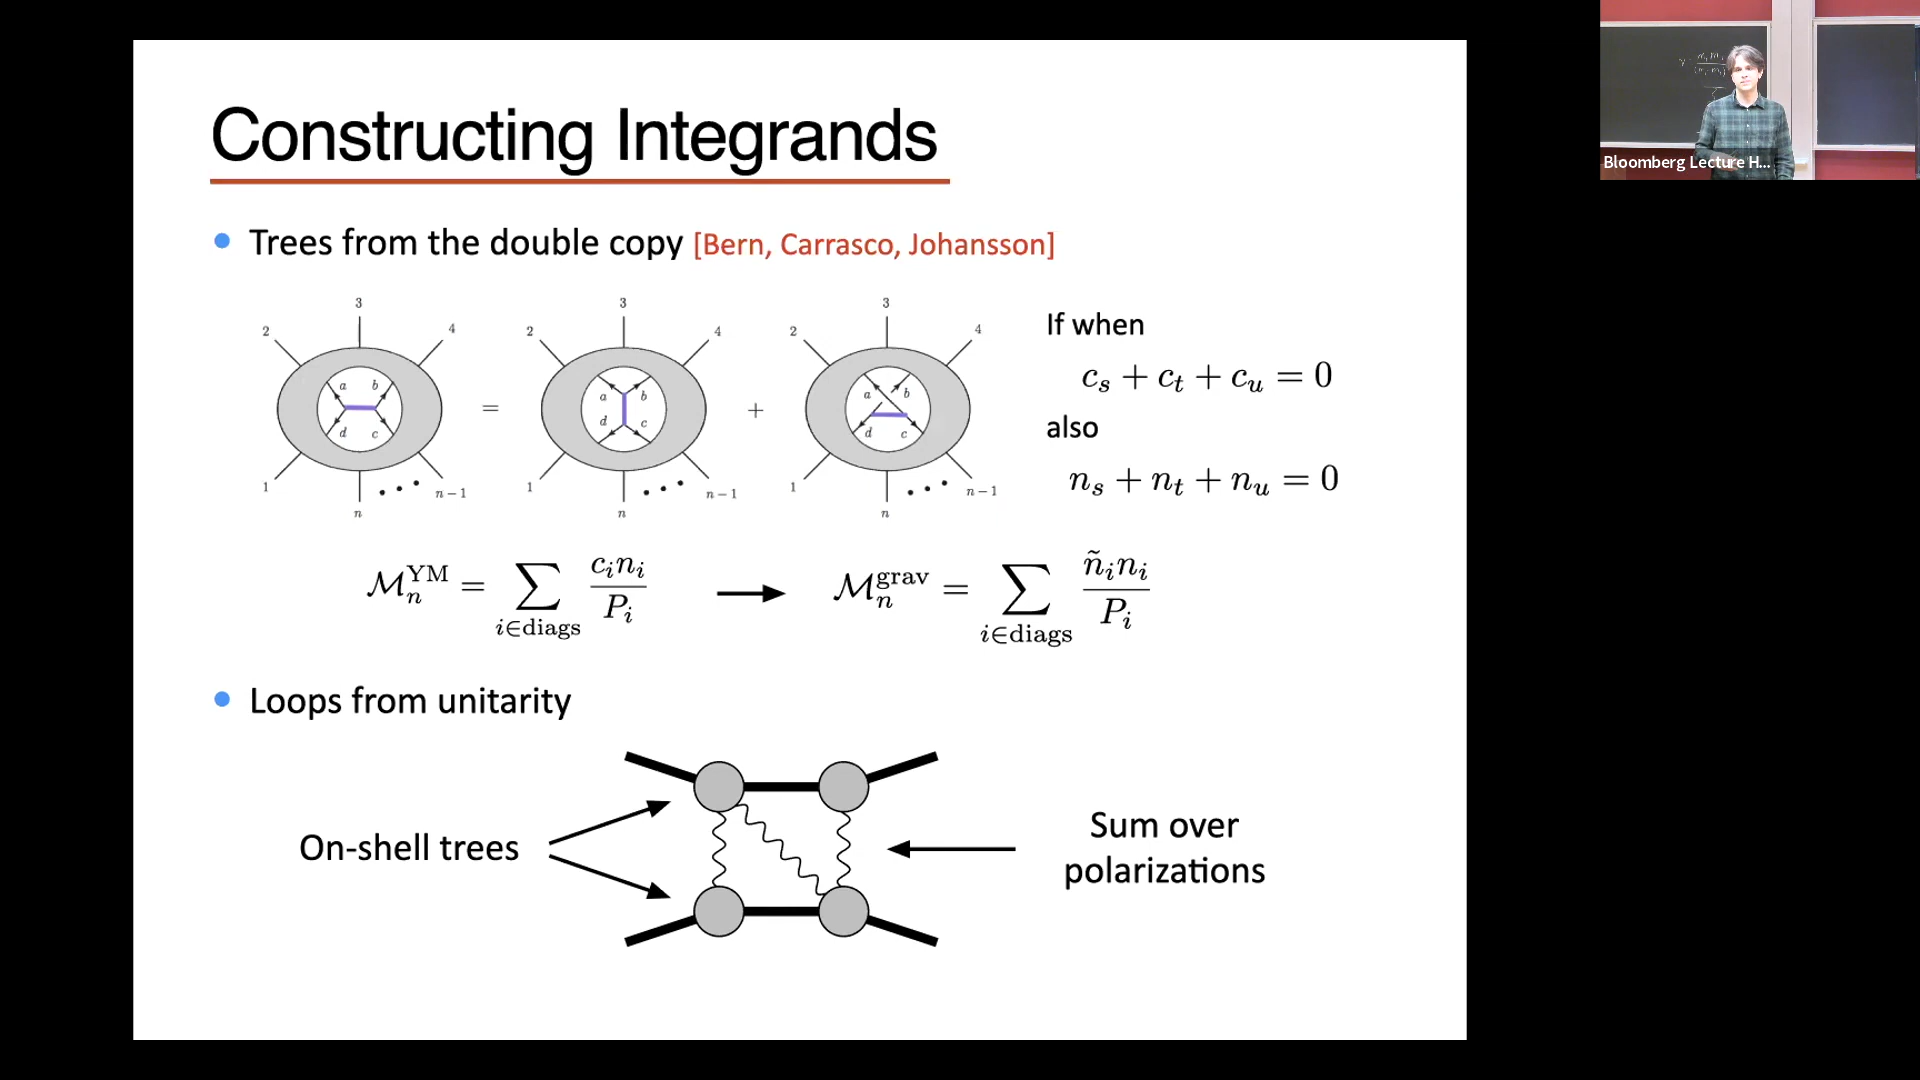 Constructing Integrands
Trees from the double copy [Bern, Carrasco, Johansson]
3 3 3
2 4 2 4 2 4
a b a b a b
d c d c d c
= +
1 n − 1 1 n − 1 1 n − 1
n n n
If when
c_s + c_t + c_u = 0
also
n_s + n_t + n_u = 0
M_n^YM = ∑_{i∈diags} c_i n_i / P_i → M_n^grav = ∑_{i∈diags} ñ_i n_i / P_i
Loops from unitarity
On-shell trees
Sum over
polarizations
Bloomberg Lecture H...